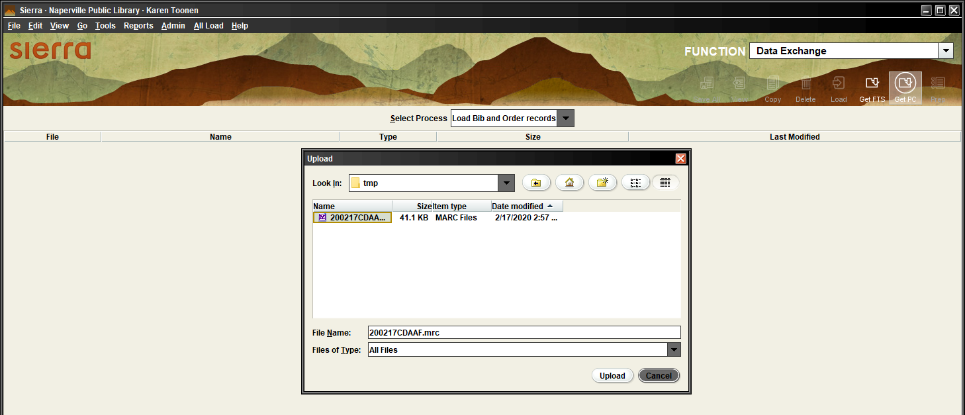 Sierra - Naperville Public Library - Karen Toonen
File Edit View Go Tools Reports Admin All Load Help
sierra
FUNCTION Data Exchange
Copy Delete Load Get FTS Get PC
Select Process Load Bib and Order records
File Name Type Size Last Modified
Upload
Look In: tmp
Name Size Item type Date modified
200217CDAA... 41.1 KB MARC Files 2/17/2020 2:57 ...
File Name: 200217CDAAF.mrc
Files of Type: All Files
Upload Cancel